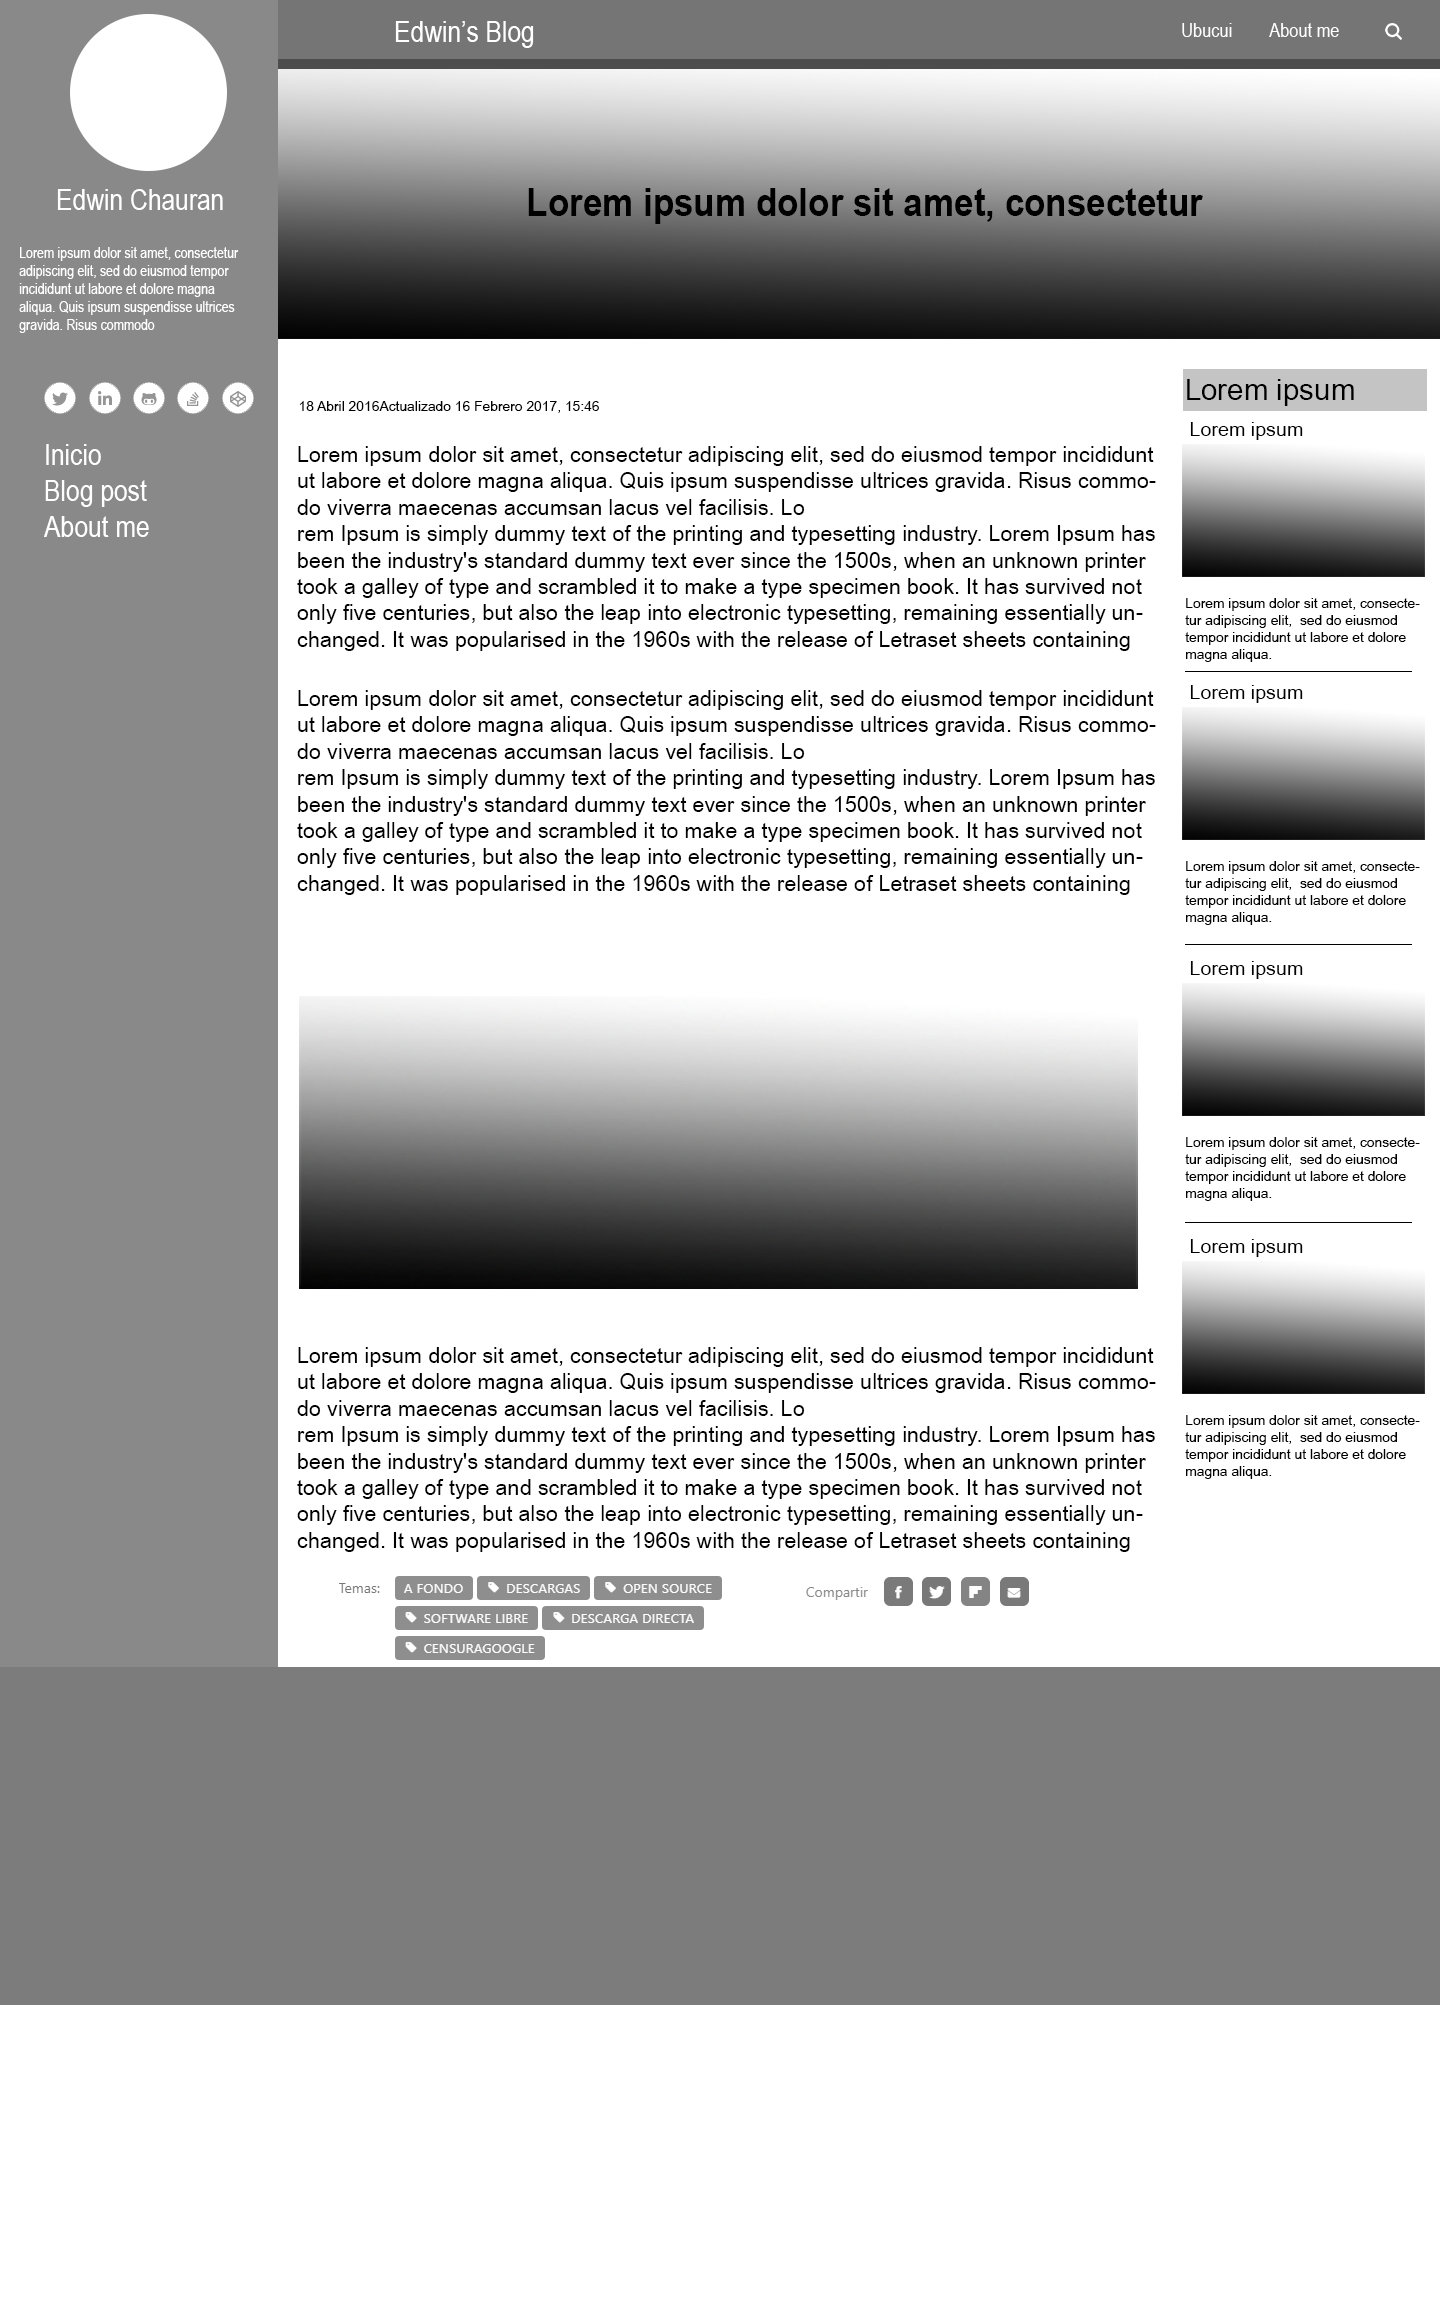 Edwin Chauran
Lorem ipsum dolor sit amet, consectetur
adipiscing elit, sed do eiusmod tempor
incididunt ut labore et dolore magna
aliqua. Quis ipsum suspendisse ultrices
gravida. Risus commodo
Inicio
Blog post
About me
Edwin’s Blog
Ubucui
About me
Lorem ipsum dolor sit amet, consectetur
18 Abril 2016Actualizado 16 Febrero 2017, 15:46
Lorem ipsum dolor sit amet, consectetur adipiscing elit, sed do eiusmod tempor incididunt
ut labore et dolore magna aliqua. Quis ipsum suspendisse ultrices gravida. Risus commo-
do viverra maecenas accumsan lacus vel facilisis. Lo
rem Ipsum is simply dummy text of the printing and typesetting industry. Lorem Ipsum has
been the industry's standard dummy text ever since the 1500s, when an unknown printer
took a galley of type and scrambled it to make a type specimen book. It has survived not
only five centuries, but also the leap into electronic typesetting, remaining essentially un-
changed. It was popularised in the 1960s with the release of Letraset sheets containing
Lorem ipsum dolor sit amet, consectetur adipiscing elit, sed do eiusmod tempor incididunt
ut labore et dolore magna aliqua. Quis ipsum suspendisse ultrices gravida. Risus commo-
do viverra maecenas accumsan lacus vel facilisis. Lo
rem Ipsum is simply dummy text of the printing and typesetting industry. Lorem Ipsum has
been the industry's standard dummy text ever since the 1500s, when an unknown printer
took a galley of type and scrambled it to make a type specimen book. It has survived not
only five centuries, but also the leap into electronic typesetting, remaining essentially un-
changed. It was popularised in the 1960s with the release of Letraset sheets containing
Lorem ipsum dolor sit amet, consectetur adipiscing elit, sed do eiusmod tempor incididunt
ut labore et dolore magna aliqua. Quis ipsum suspendisse ultrices gravida. Risus commo-
do viverra maecenas accumsan lacus vel facilisis. Lo
rem Ipsum is simply dummy text of the printing and typesetting industry. Lorem Ipsum has
been the industry's standard dummy text ever since the 1500s, when an unknown printer
took a galley of type and scrambled it to make a type specimen book. It has survived not
only five centuries, but also the leap into electronic typesetting, remaining essentially un-
changed. It was popularised in the 1960s with the release of Letraset sheets containing
Temas: A FONDO DESCARGAS OPEN SOURCE
SOFTWARE LIBRE DESCARGA DIRECTA
CENSURAGOOGLE
Compartir
Lorem ipsum
Lorem ipsum
Lorem ipsum dolor sit amet, consecte-
tur adipiscing elit,  sed do eiusmod
tempor incididunt ut labore et dolore
magna aliqua.
Lorem ipsum
Lorem ipsum dolor sit amet, consecte-
tur adipiscing elit,  sed do eiusmod
tempor incididunt ut labore et dolore
magna aliqua.
Lorem ipsum
Lorem ipsum dolor sit amet, consecte-
tur adipiscing elit,  sed do eiusmod
tempor incididunt ut labore et dolore
magna aliqua.
Lorem ipsum
Lorem ipsum dolor sit amet, consecte-
tur adipiscing elit,  sed do eiusmod
tempor incididunt ut labore et dolore
magna aliqua.